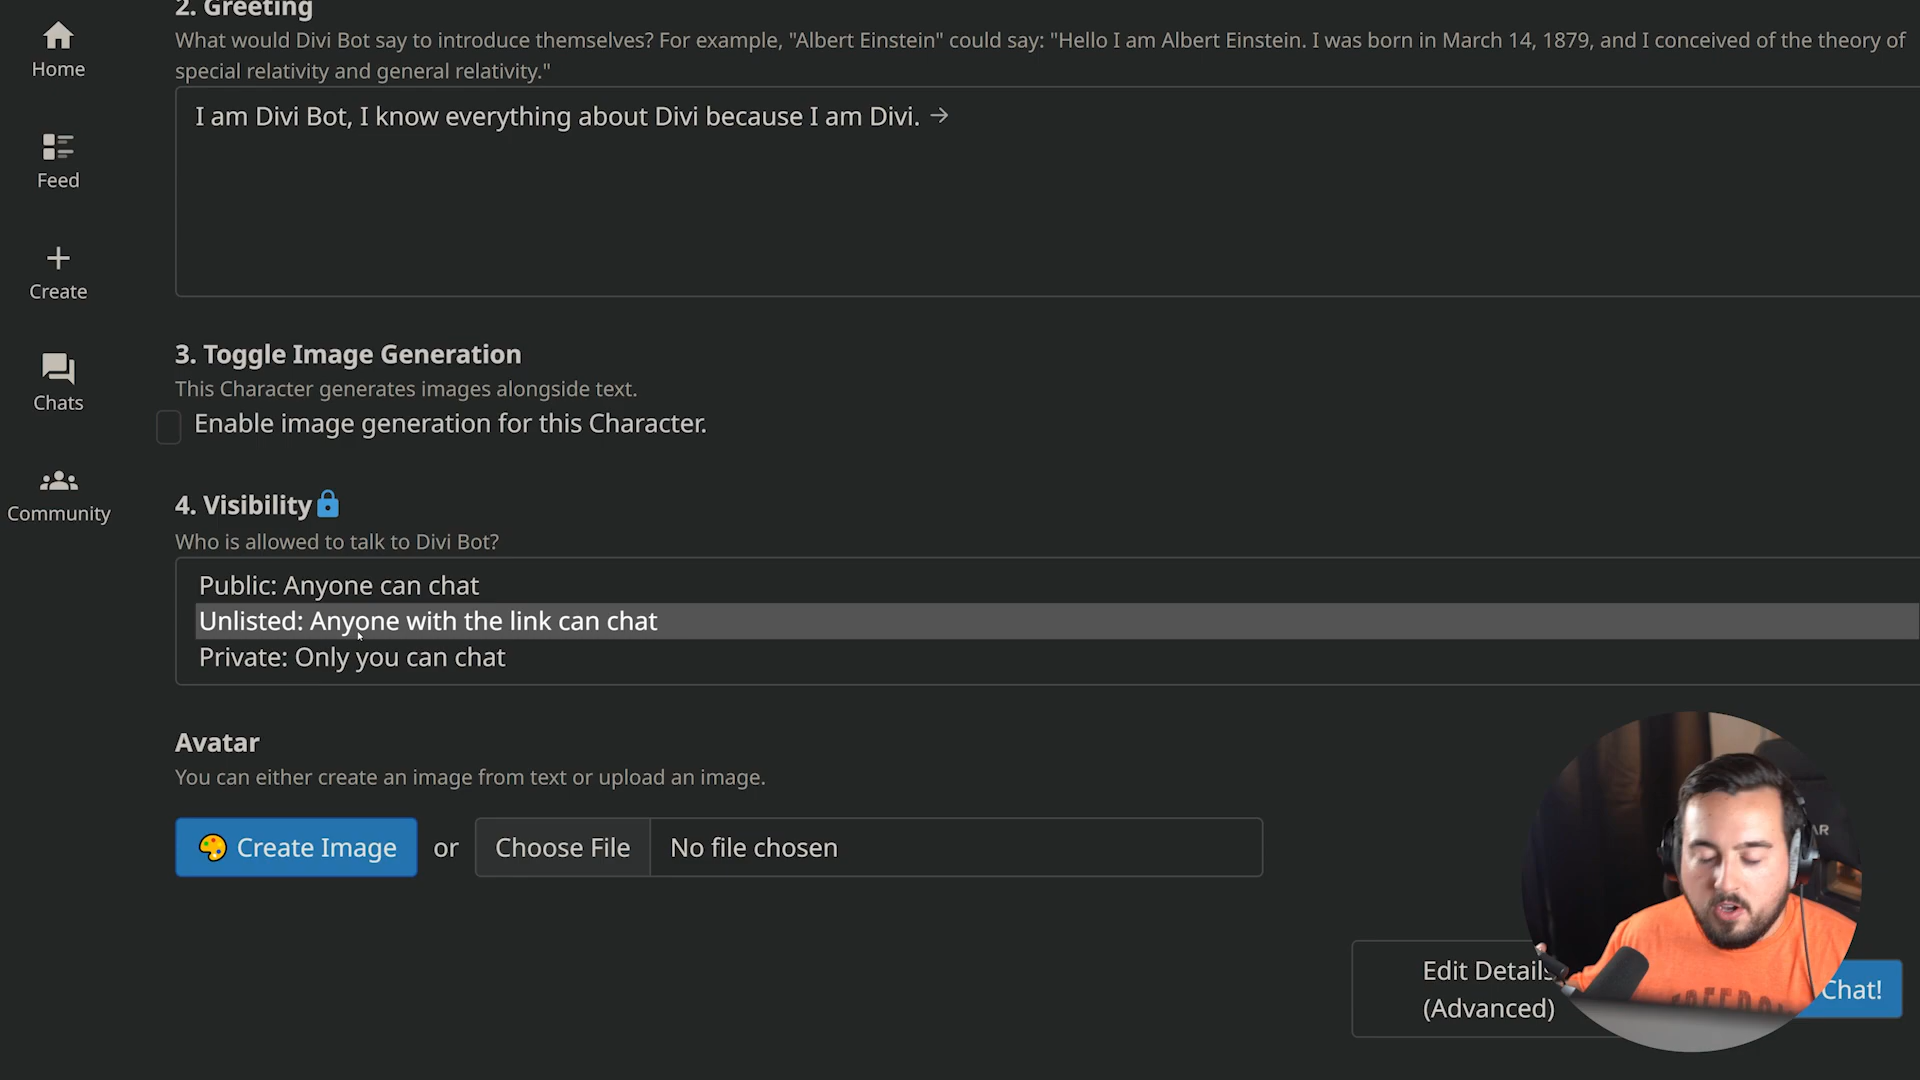 2. Greeting
What would Divi Bot say to introduce themselves? For example, "Albert Einstein" could say: "Hello I am Albert Einstein. I was born in March 14, 1879, and I conceived of the theory of
special relativity and general relativity."
I am Divi Bot, I know everything about Divi because I am Divi. →
Home
Feed
Create
Chats
Community
3. Toggle Image Generation
This Character generates images alongside text.
Enable image generation for this Character.
4. Visibility
Who is allowed to talk to Divi Bot?
Public: Anyone can chat
Unlisted: Anyone with the link can chat
Private: Only you can chat
Avatar
You can either create an image from text or upload an image.
Create Image or Choose File No file chosen
Edit Details
(Advanced)
Chat!